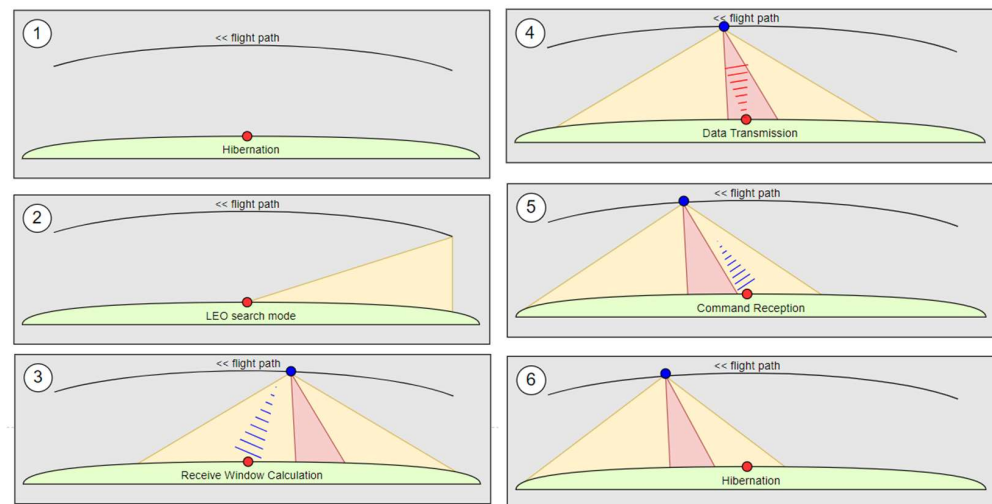 1
<< flight path
Hibernation
2
<< flight path
LEO search mode
3
<< flight path
Receive Window Calculation
4
<< flight path
Data Transmission
5
<< flight path
Command Reception
6
<< flight path
Hibernation